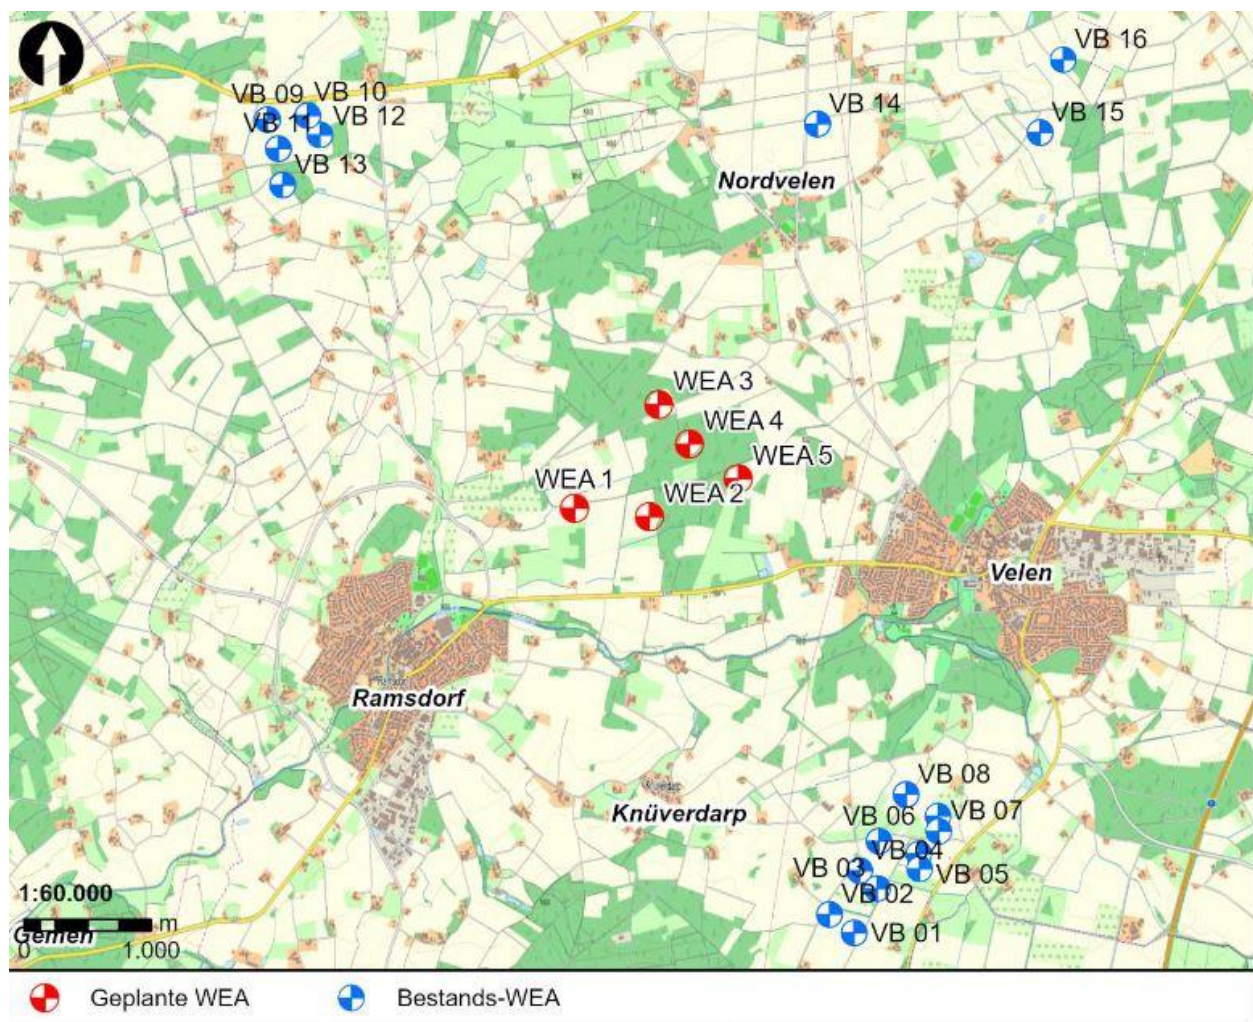 VB 16
VB 09
VB 10
VB 14
VB 15
VB 11
VB 12
VB 13
Nordvelen
WEA 3
WEA 4
WEA 5
WEA 1
WEA 2
Velen
Ramsdorf
VB 08
Knüverdarp
VB 06
VB 07
VB 04
VB 03
VB 05
VB 02
VB 01
1:60.000
m
Gemen
0
1.000
Geplante WEA
Bestands-WEA